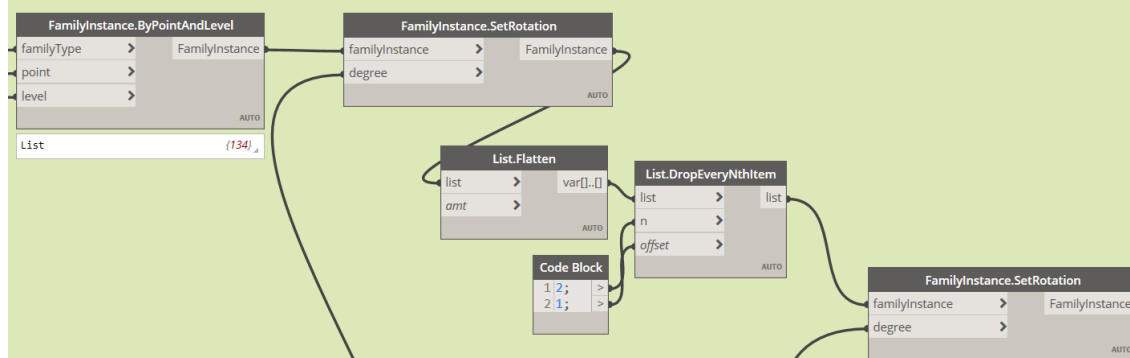 FamilyInstance.ByPointAndLevel
familyType > FamilyInstance
point >
level >
AUTO
List {134}
FamilyInstance.SetRotation
familyInstance > FamilyInstance
degree >
AUTO
List.Flatten
list > var[]..[]
amt >
AUTO
List.DropEveryNthItem
list > list
n >
offset >
AUTO
Code Block
1 2; >
2 1; >
FamilyInstance.SetRotation
familyInstance > FamilyInstance
degree >
AUTO